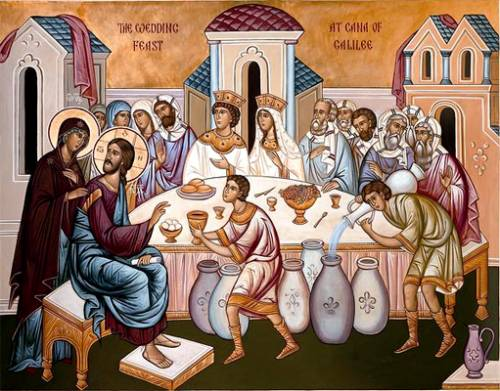 THE WEDDING
FEAST
AT CANA OF
GALILEE